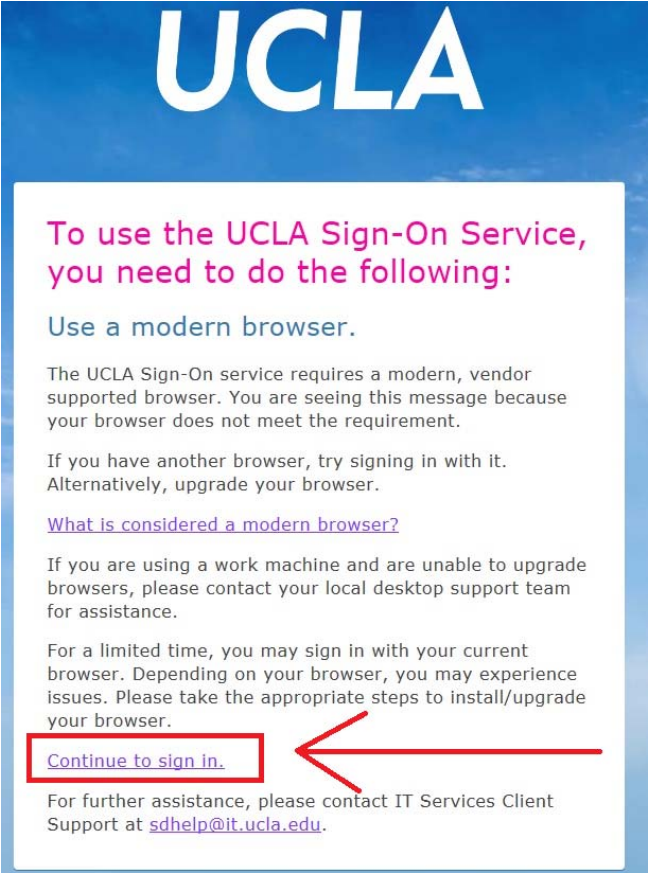 UCLA
To use the UCLA Sign-On Service,
you need to do the following:
Use a modern browser.
The UCLA Sign-On service requires a modern, vendor
supported browser. You are seeing this message because
your browser does not meet the requirement.
If you have another browser, try signing in with it.
Alternatively, upgrade your browser.
What is considered a modern browser?
If you are using a work machine and are unable to upgrade
browsers, please contact your local desktop support team
for assistance.
For a limited time, you may sign in with your current
browser. Depending on your browser, you may experience
issues. Please take the appropriate steps to install/upgrade
your browser.
Continue to sign in.
For further assistance, please contact IT Services Client
Support at sdhelp@it.ucla.edu.